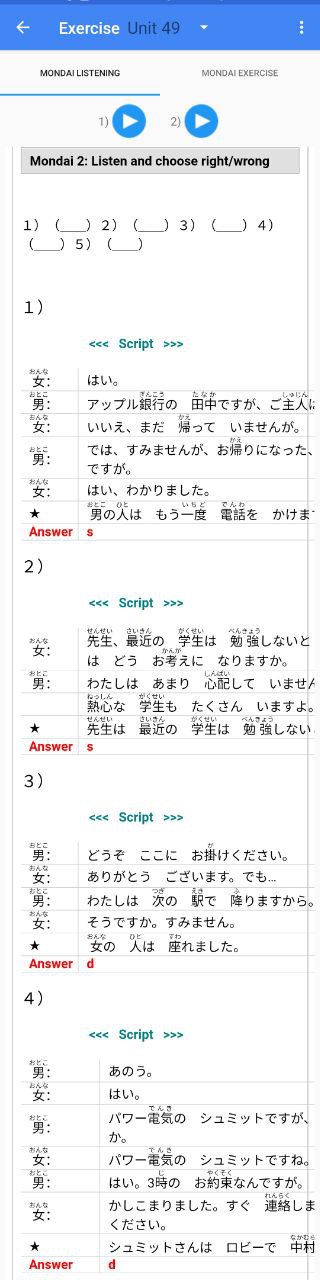 Exercise Unit 49
MONDAI LISTENING
MONDAI EXERCISE
1)
2)
Mondai 2: Listen and choose right/wrong
1) (___) 2) (___) 3) (___) 4)
(___) 5) (___)
1)
<<< Script >>>
女: はい。
男: アップル銀行の 田中ですが、ご主人は
女: いいえ、まだ 帰って いませんが。
男: では、すみませんが、お帰りになった、
ですが。
女: はい、わかりました。
★ 男の人は もう一度 電話を かけます
Answer s
2)
<<< Script >>>
女: 先生、最近の 学生は 勉強しないと
は どう お考えに なりますか。
男: わたしは あまり 心配して いません
熱心な 学生も たくさん いますよ。
★ 先生は 最近の 学生は 勉強しない
Answer s
3)
<<< Script >>>
男: どうぞ ここに お掛けください。
女: ありがとう ございます。でも...
男: わたしは 次の 駅で 降りますから。
女: そうですか。すみません。
★ 女の 人は 座れました。
Answer d
4)
<<< Script >>>
男: あのう。
女: はい。
男: パワー電気の シュミットですが、
か。
女: パワー電気の シュミットですね。
男: はい。3時の お約束なんですが。
女: かしこまりました。すぐ 連絡しま
ください。
★ シュミットさんは ロビーで 中村
Answer d